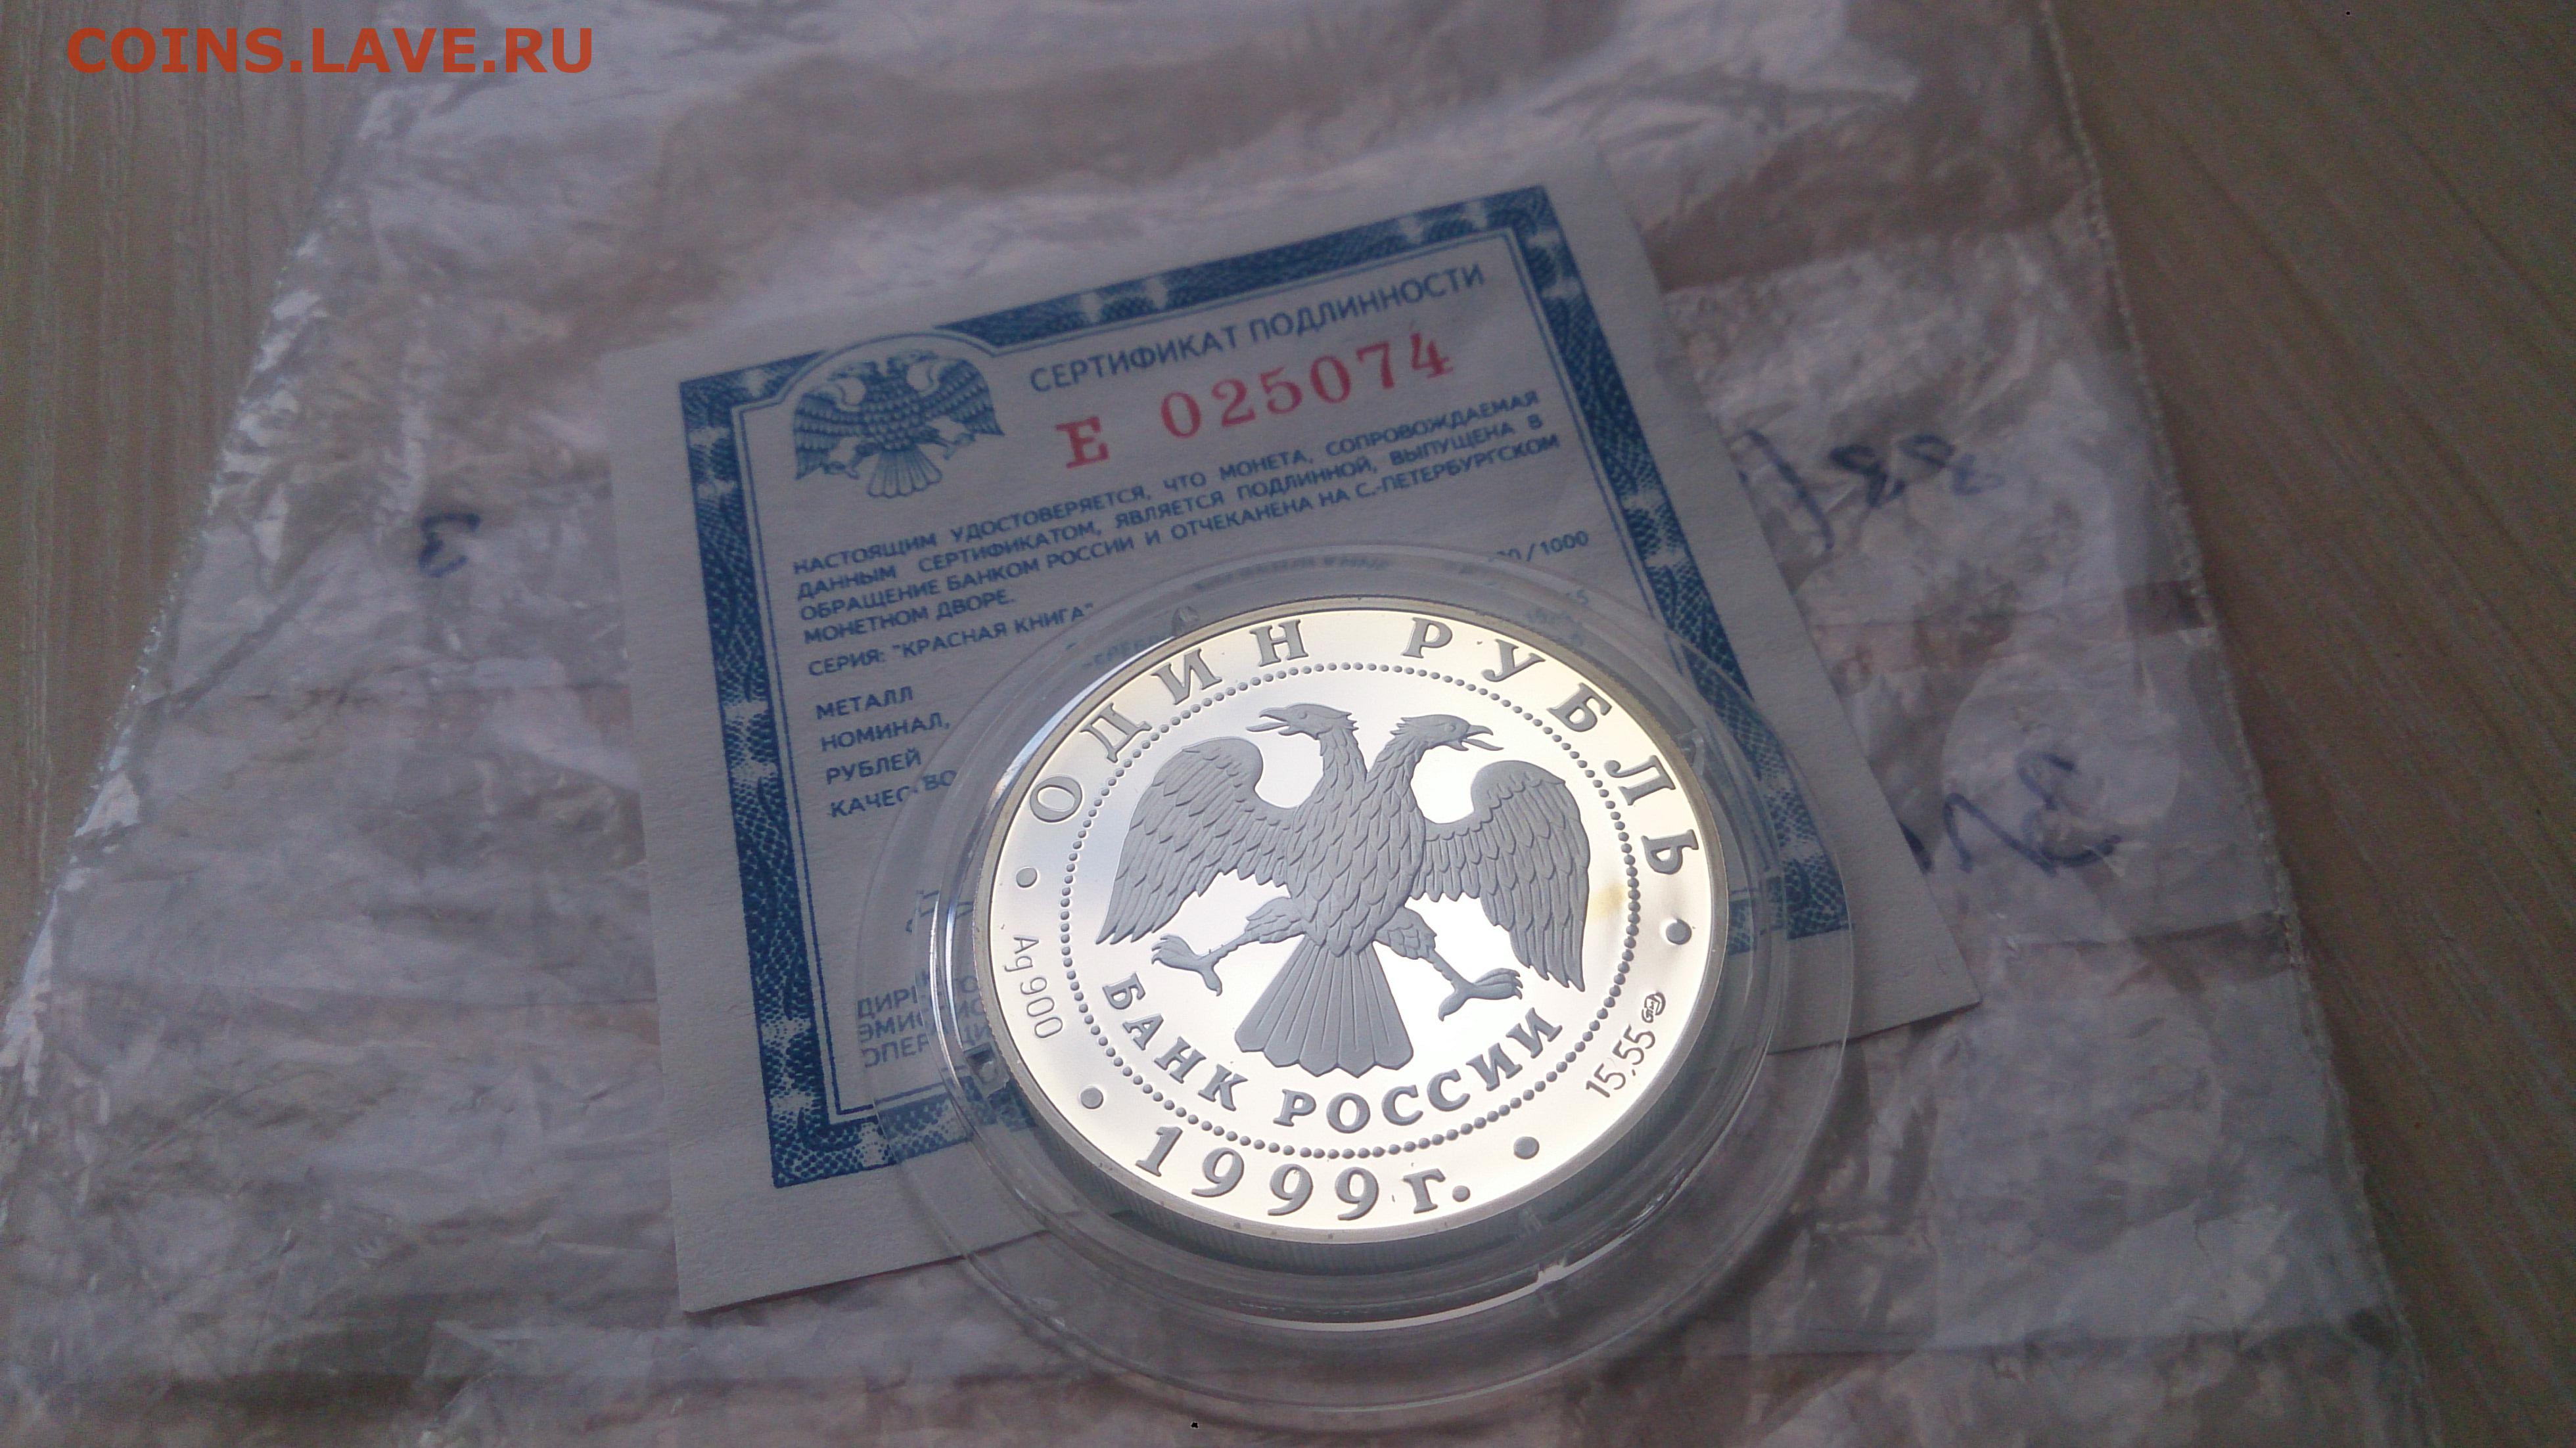 COINS.LAVE.RU
СЕРТИФИКАТ ПОДЛИННОСТИ
Е 025074
НАСТОЯЩИМ УДОСТОВЕРЯЕТСЯ, ЧТО МОНЕТА, СОПРОВОЖДАЕМАЯ
ДАННЫМ СЕРТИФИКАТОМ, ЯВЛЯЕТСЯ ПОДЛИННОЙ, ВЫПУЩЕНА В
ОБРАЩЕНИЕ БАНКОМ РОССИИ И ОТЧЕКАНЕНА НА С.-ПЕТЕРБУРГСКОМ
МОНЕТНОМ ДВОРЕ.
СЕРИЯ: "КРАСНАЯ КНИГА"
МЕТАЛЛ /1000
НОМИНАЛ,
РУБЛЕЙ
КАЧЕСТВО
ОДИН РУБЛЬ
Ag 900
БАНК РОССИИ
15,55
1999 г.